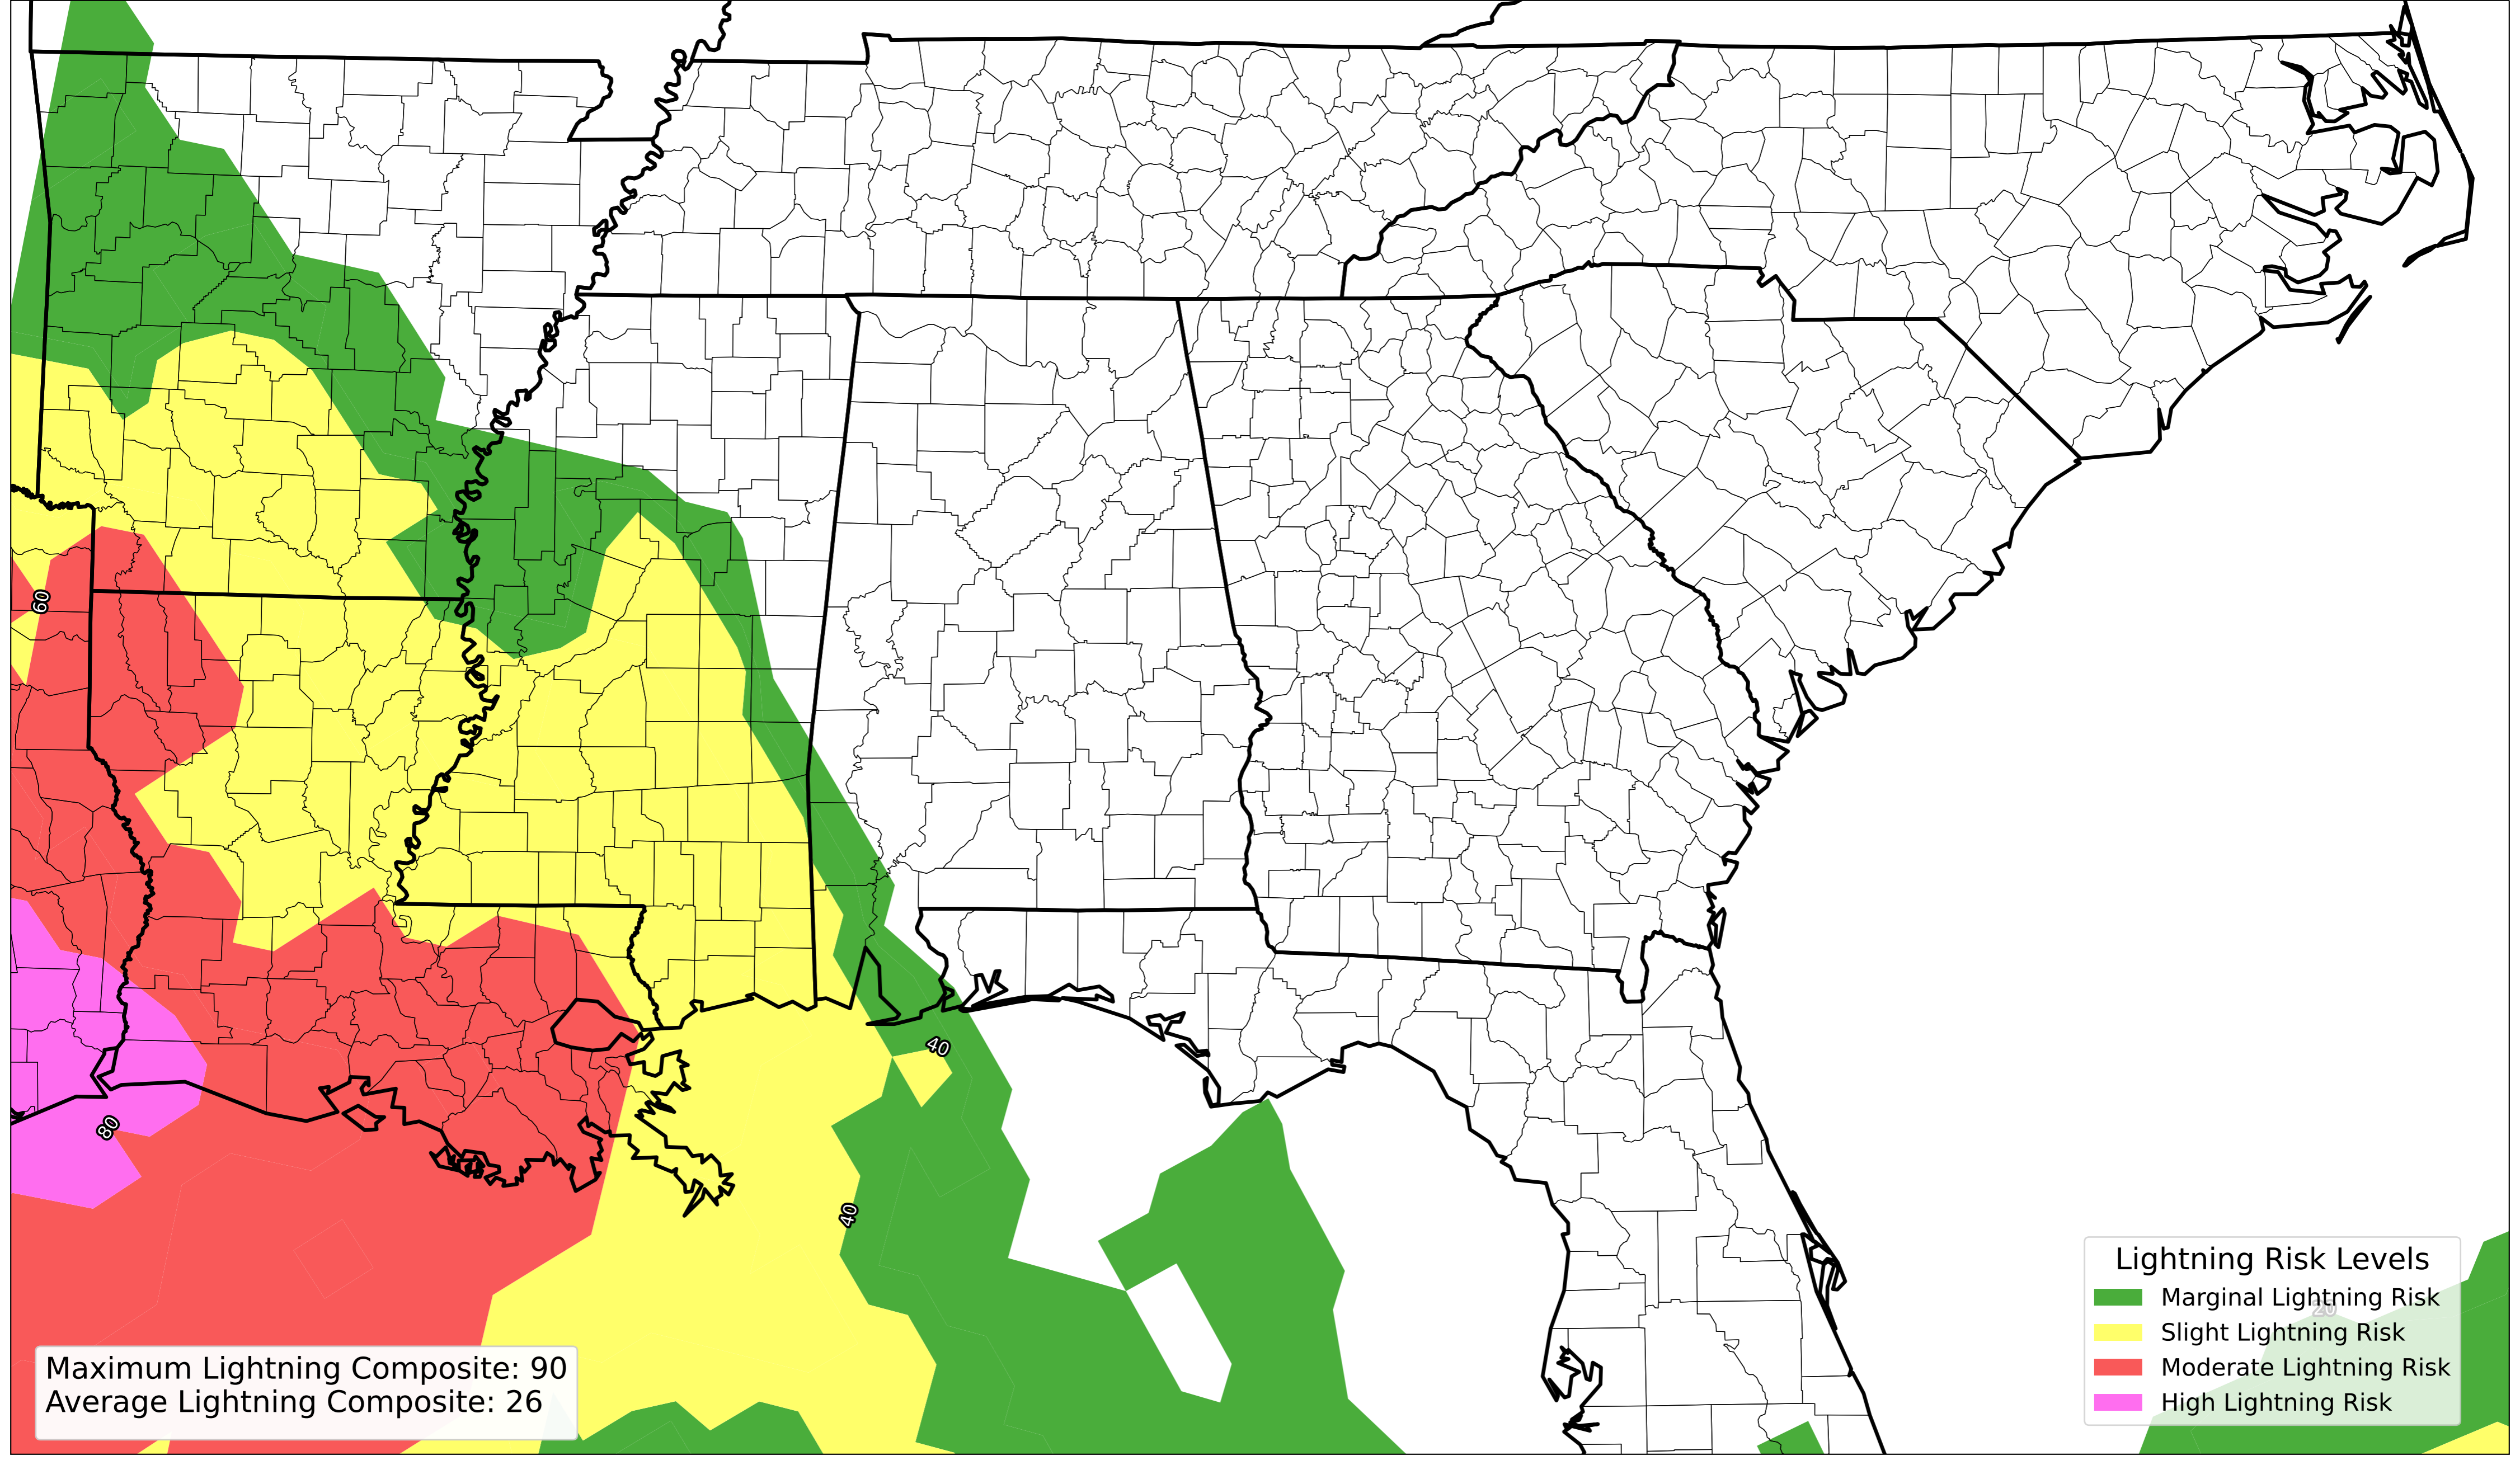 60
40
80
40
Lightning Risk Levels
20
Marginal Lightning Risk
Slight Lightning Risk
Moderate Lightning Risk
High Lightning Risk
Maximum Lightning Composite: 90
Average Lightning Composite: 26